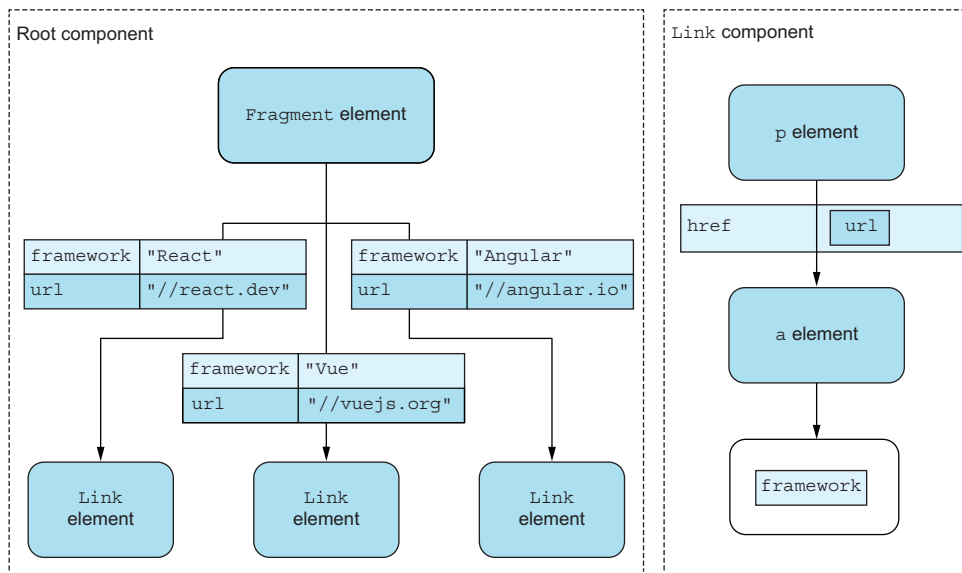 Root component
Fragment element
framework "React"
url "//react.dev"
framework "Angular"
url "//angular.io"
framework "Vue"
url "//vuejs.org"
Link
element
Link
element
Link
element
Link component
p element
href url
a element
framework